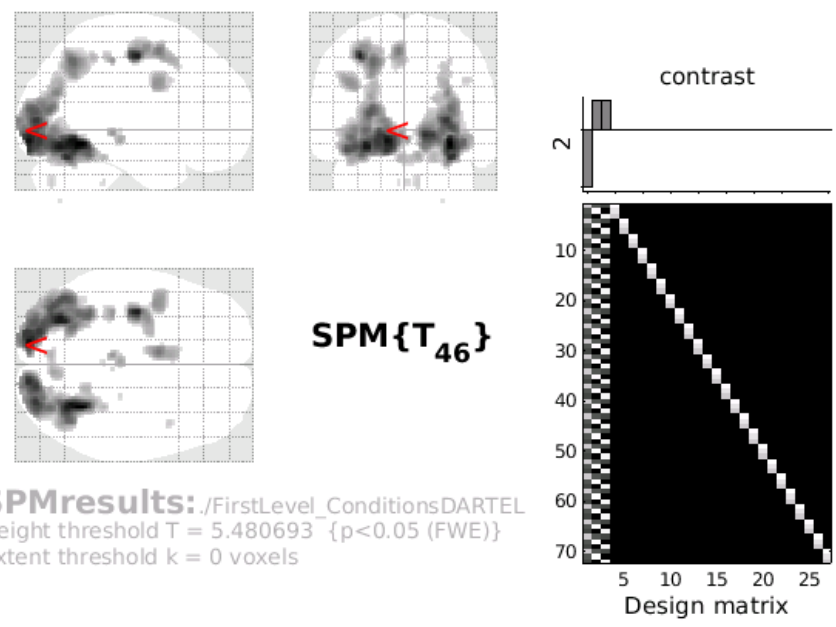 contrast
2
SPM{T46}
10
20
30
40
50
60
70
5 10 15 20 25
Design matrix
SPMresults: ./FirstLevel_ConditionsDARTEL
eight threshold T = 5.480693 {p<0.05 (FWE)}
xtent threshold k = 0 voxels